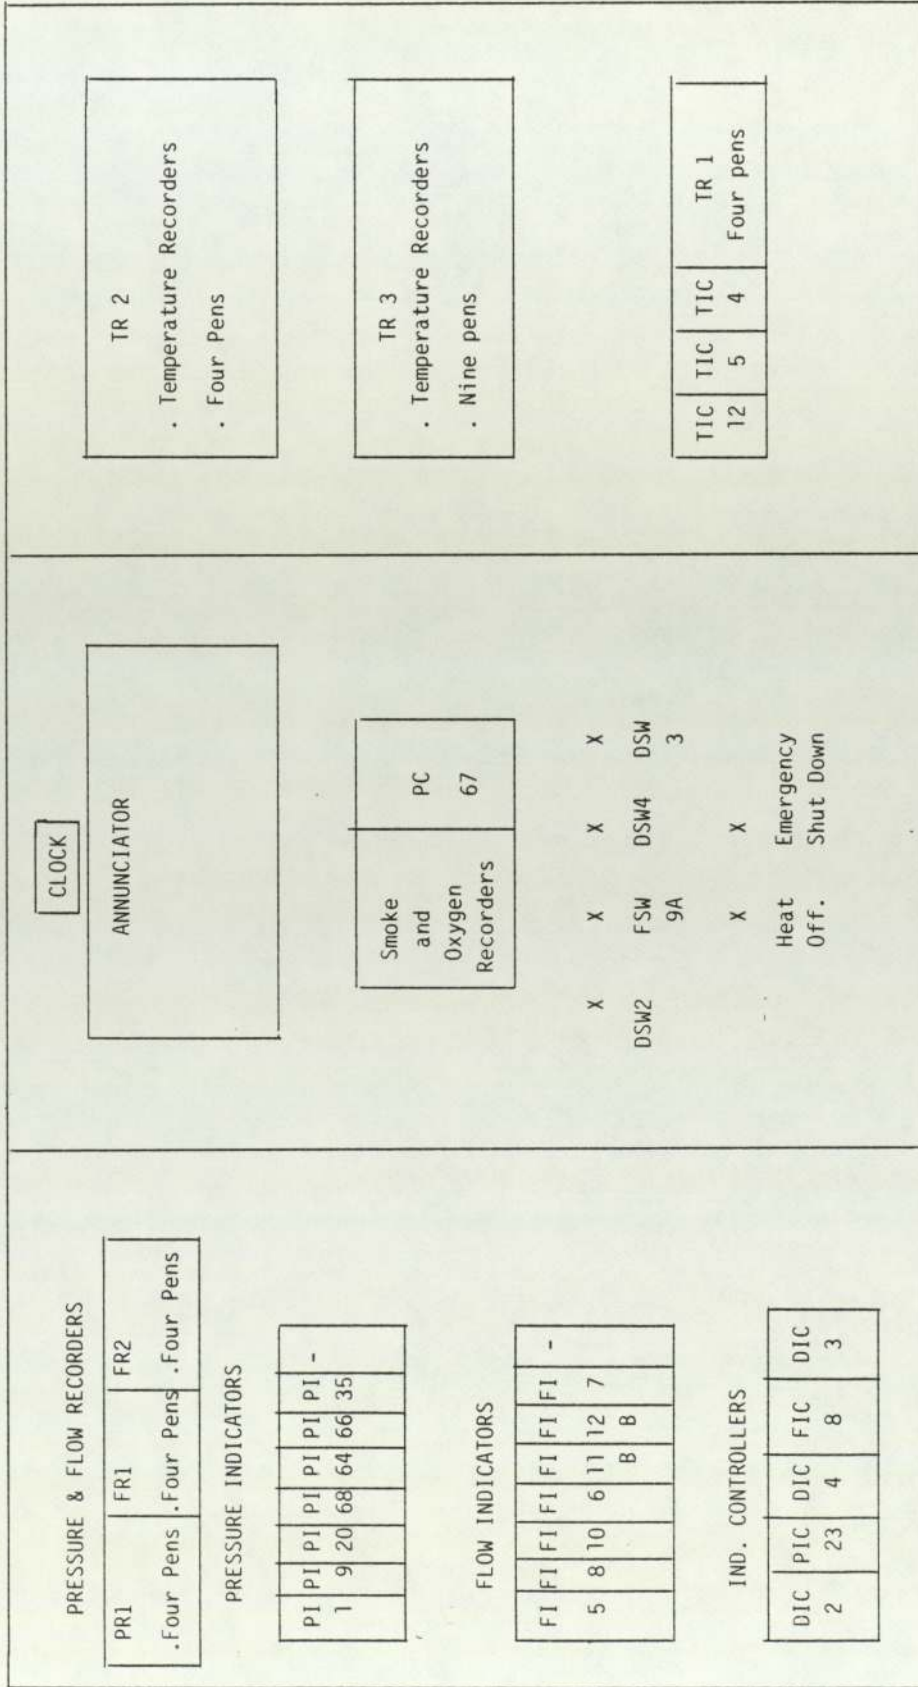 PRESSURE & FLOW RECORDERS
PR1 FR1 FR2
.Four Pens .Four Pens .Four Pens
PRESSURE INDICATORS
PI PI PI PI PI PI PI -
1 9 20 68 64 66 35
FLOW INDICATORS
FI FI FI FI FI FI FI -
5 8 10 6 11 12 7
B B
IND. CONTROLLERS
DIC PIC DIC FIC DIC
2 23 4 8 3
CLOCK
ANNUNCIATOR
Smoke
and
Oxygen
Recorders
PC
67
X X X X
DSW2 FSW DSW4 DSW
9A 3
X X
Heat Emergency
Off. Shut Down
TR 2
. Temperature Recorders
. Four Pens
TR 3
. Temperature Recorders
. Nine pens
TIC TIC TIC TR 1
12 5 4 Four pens